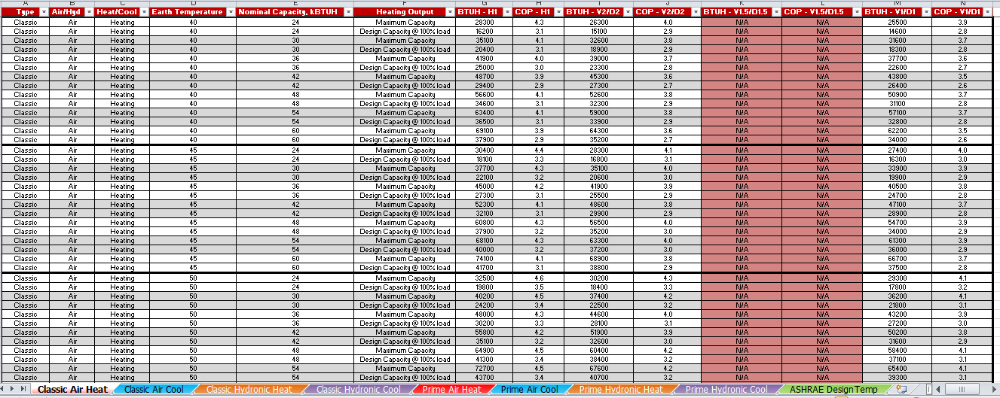 A B C D E F G H I J K L M N
Type Air/Hyd Heat/Cool Earth Temperature Nominal Capacity, kBTUH Heating Output BTUH - H1 COP - H1 BTUH - V2/D2 COP - V2/D2 BTUH - V1.5/D1.5 COP - V1.5/D1.5 BTUH - V1/D1 COP - V1/D1
Classic Air Heating 40 24 Maximum Capacity 28300 4.3 26300 4.0 N/A N/A 25500 3.9
Classic Air Heating 40 24 Design Capacity @ 100% load 16200 3.1 15100 2.9 N/A N/A 14600 2.8
Classic Air Heating 40 30 Maximum Capacity 35100 4.1 32600 3.8 N/A N/A 31600 3.7
Classic Air Heating 40 30 Design Capacity @ 100% load 20400 3.1 18900 2.9 N/A N/A 18300 2.8
Classic Air Heating 40 36 Maximum Capacity 41900 4.0 39000 3.7 N/A N/A 37700 3.6
Classic Air Heating 40 36 Design Capacity @ 100% load 25000 3.0 23300 2.8 N/A N/A 22600 2.7
Classic Air Heating 40 42 Maximum Capacity 48700 3.9 45300 3.6 N/A N/A 43800 3.5
Classic Air Heating 40 42 Design Capacity @ 100% load 29400 2.9 27300 2.7 N/A N/A 26400 2.6
Classic Air Heating 40 48 Maximum Capacity 56600 4.1 52600 3.8 N/A N/A 50900 3.7
Classic Air Heating 40 48 Design Capacity @ 100% load 34600 3.1 32300 2.9 N/A N/A 31100 2.8
Classic Air Heating 40 54 Maximum Capacity 63400 4.1 59000 3.8 N/A N/A 57100 3.7
Classic Air Heating 40 54 Design Capacity @ 100% load 36500 3.1 33900 2.9 N/A N/A 32800 2.8
Classic Air Heating 40 60 Maximum Capacity 69100 3.9 64300 3.6 N/A N/A 62200 3.5
Classic Air Heating 40 60 Design Capacity @ 100% load 37900 2.9 35200 2.7 N/A N/A 34000 2.6
Classic Air Heating 45 24 Maximum Capacity 30400 4.4 28300 4.1 N/A N/A 27400 4.0
Classic Air Heating 45 24 Design Capacity @ 100% load 18100 3.3 16800 3.1 N/A N/A 16300 3.0
Classic Air Heating 45 30 Maximum Capacity 37700 4.3 35100 4.0 N/A N/A 33900 3.9
Classic Air Heating 45 30 Design Capacity @ 100% load 22100 3.2 20600 3.0 N/A N/A 19900 2.9
Classic Air Heating 45 36 Maximum Capacity 45000 4.2 41900 3.9 N/A N/A 40500 3.8
Classic Air Heating 45 36 Design Capacity @ 100% load 27300 3.1 25500 2.9 N/A N/A 24700 2.8
Classic Air Heating 45 42 Maximum Capacity 52300 4.1 48600 3.8 N/A N/A 47100 3.7
Classic Air Heating 45 42 Design Capacity @ 100% load 32100 3.1 29900 2.9 N/A N/A 28900 2.8
Classic Air Heating 45 48 Maximum Capacity 60800 4.3 56500 4.0 N/A N/A 54700 3.9
Classic Air Heating 45 48 Design Capacity @ 100% load 37900 3.2 35200 3.0 N/A N/A 34000 2.9
Classic Air Heating 45 54 Maximum Capacity 68100 4.3 63300 4.0 N/A N/A 61300 3.9
Classic Air Heating 45 54 Design Capacity @ 100% load 40000 3.2 37200 3.0 N/A N/A 36000 2.9
Classic Air Heating 45 60 Maximum Capacity 74100 4.1 68900 3.8 N/A N/A 66700 3.7
Classic Air Heating 45 60 Design Capacity @ 100% load 41700 3.1 38800 2.9 N/A N/A 37500 2.8
Classic Air Heating 50 24 Maximum Capacity 32500 4.6 30200 4.3 N/A N/A 29300 4.1
Classic Air Heating 50 24 Design Capacity @ 100% load 19800 3.5 18400 3.3 N/A N/A 17800 3.2
Classic Air Heating 50 30 Maximum Capacity 40200 4.5 37400 4.2 N/A N/A 36200 4.1
Classic Air Heating 50 30 Design Capacity @ 100% load 24200 3.4 22500 3.2 N/A N/A 21800 3.1
Classic Air Heating 50 36 Maximum Capacity 48000 4.3 44600 4.0 N/A N/A 43200 3.9
Classic Air Heating 50 36 Design Capacity @ 100% load 30200 3.3 28100 3.1 N/A N/A 27200 3.0
Classic Air Heating 50 42 Maximum Capacity 55800 4.2 51900 3.9 N/A N/A 50200 3.8
Classic Air Heating 50 42 Design Capacity @ 100% load 35100 3.2 32600 3.0 N/A N/A 31600 2.9
Classic Air Heating 50 48 Maximum Capacity 64900 4.5 60400 4.2 N/A N/A 58400 4.1
Classic Air Heating 50 48 Design Capacity @ 100% load 41300 3.4 38400 3.2 N/A N/A 37100 3.1
Classic Air Heating 50 54 Maximum Capacity 72700 4.5 67600 4.2 N/A N/A 65400 4.1
Classic Air Heating 50 54 Design Capacity @ 100% load 43700 3.4 40700 3.2 N/A N/A 39300 3.1
Classic Air Heat Classic Air Cool Classic Hydronic Heat Classic Hydronic Cool Prime Air Heat Prime Air Cool Prime Hydronic Heat Prime Hydronic Cool ASHRAE DesignTemp